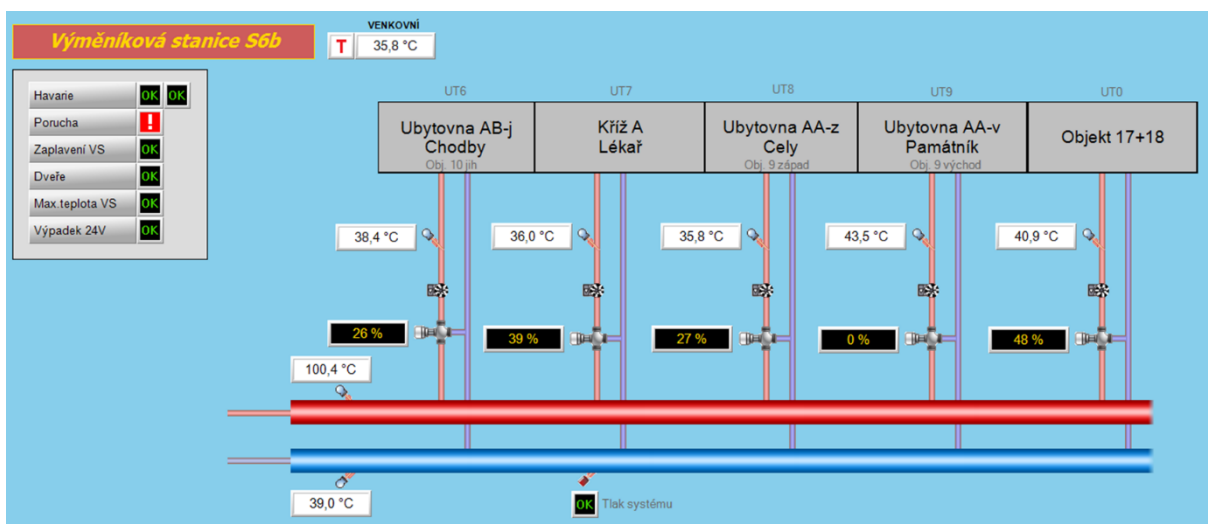 Výměníková stanice S6b
VENKOVNÍ
T 35,8 °C
Havarie OK OK
Porucha !
Zaplavení VS OK
Dveře OK
Max.teplota VS OK
Výpadek 24V OK
UT6
Ubytovna AB-j
Chodby
Obj. 10 jih
UT7
Kříž A
Lékař
UT8
Ubytovna AA-z
Cely
Obj. 9 západ
UT9
Ubytovna AA-v
Památník
Obj. 9 východ
UT0
Objekt 17+18
38,4 °C
36,0 °C
35,8 °C
43,5 °C
40,9 °C
26 %
39 %
27 %
0 %
48 %
100,4 °C
39,0 °C
OK Tlak systému